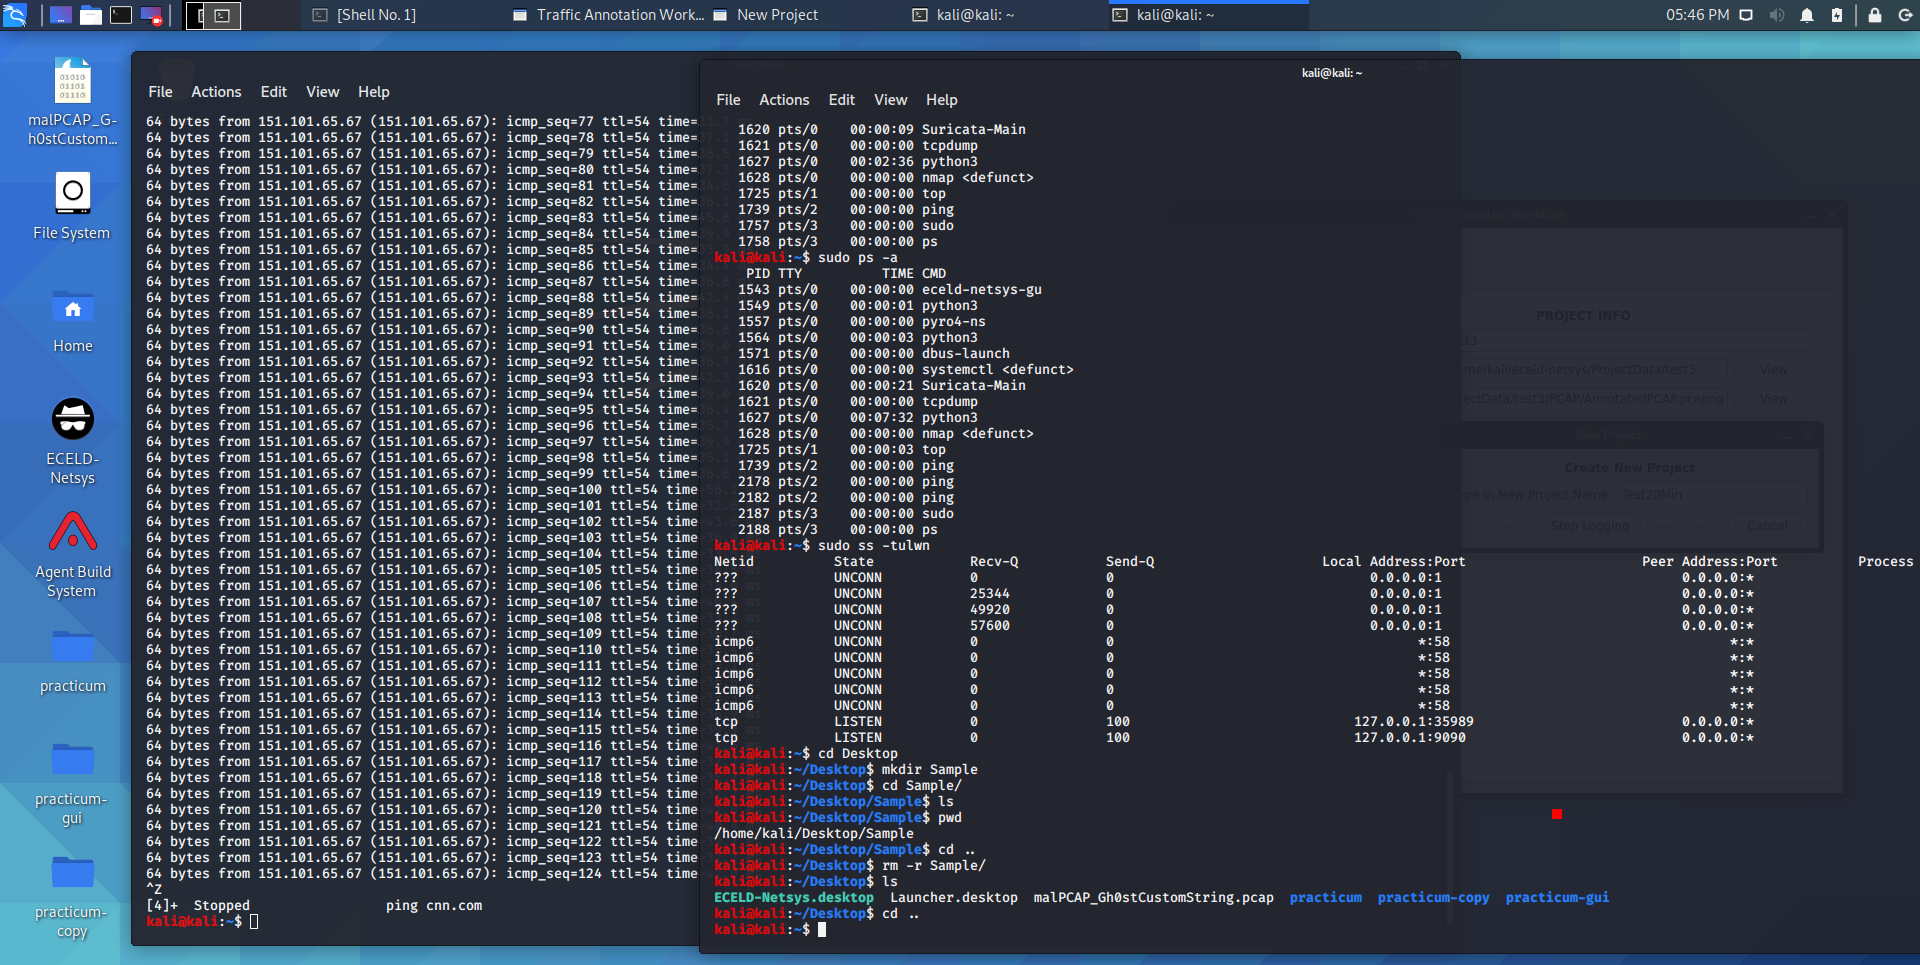 [Shell No. 1]
Traffic Annotation Work...
New Project
kali@kali: ~
kali@kali: ~
05:46 PM
malPCAP_G-
h0stCustom...
File System
Home
ECELD-
Netsys
Agent Build
System
practicum
practicum-
gui
practicum-
copy
File Actions Edit View Help
64 bytes from 151.101.65.67 (151.101.65.67): icmp_seq=77 ttl=54 time=
64 bytes from 151.101.65.67 (151.101.65.67): icmp_seq=78 ttl=54 time=
64 bytes from 151.101.65.67 (151.101.65.67): icmp_seq=79 ttl=54 time=
64 bytes from 151.101.65.67 (151.101.65.67): icmp_seq=80 ttl=54 time=
64 bytes from 151.101.65.67 (151.101.65.67): icmp_seq=81 ttl=54 time=
64 bytes from 151.101.65.67 (151.101.65.67): icmp_seq=82 ttl=54 time=
64 bytes from 151.101.65.67 (151.101.65.67): icmp_seq=83 ttl=54 time=
64 bytes from 151.101.65.67 (151.101.65.67): icmp_seq=84 ttl=54 time=
64 bytes from 151.101.65.67 (151.101.65.67): icmp_seq=85 ttl=54 time=
64 bytes from 151.101.65.67 (151.101.65.67): icmp_seq=86 ttl=54 time=
64 bytes from 151.101.65.67 (151.101.65.67): icmp_seq=87 ttl=54 time=
64 bytes from 151.101.65.67 (151.101.65.67): icmp_seq=88 ttl=54 time=
64 bytes from 151.101.65.67 (151.101.65.67): icmp_seq=89 ttl=54 time=
64 bytes from 151.101.65.67 (151.101.65.67): icmp_seq=90 ttl=54 time=
64 bytes from 151.101.65.67 (151.101.65.67): icmp_seq=91 ttl=54 time=
64 bytes from 151.101.65.67 (151.101.65.67): icmp_seq=92 ttl=54 time=
64 bytes from 151.101.65.67 (151.101.65.67): icmp_seq=93 ttl=54 time=
64 bytes from 151.101.65.67 (151.101.65.67): icmp_seq=94 ttl=54 time=
64 bytes from 151.101.65.67 (151.101.65.67): icmp_seq=95 ttl=54 time=
64 bytes from 151.101.65.67 (151.101.65.67): icmp_seq=96 ttl=54 time=
64 bytes from 151.101.65.67 (151.101.65.67): icmp_seq=97 ttl=54 time=
64 bytes from 151.101.65.67 (151.101.65.67): icmp_seq=98 ttl=54 time=
64 bytes from 151.101.65.67 (151.101.65.67): icmp_seq=99 ttl=54 time=
64 bytes from 151.101.65.67 (151.101.65.67): icmp_seq=100 ttl=54 time=
64 bytes from 151.101.65.67 (151.101.65.67): icmp_seq=101 ttl=54 time=
64 bytes from 151.101.65.67 (151.101.65.67): icmp_seq=102 ttl=54 time=
64 bytes from 151.101.65.67 (151.101.65.67): icmp_seq=103 ttl=54 time=
64 bytes from 151.101.65.67 (151.101.65.67): icmp_seq=104 ttl=54 time=
64 bytes from 151.101.65.67 (151.101.65.67): icmp_seq=105 ttl=54 time=
64 bytes from 151.101.65.67 (151.101.65.67): icmp_seq=106 ttl=54 time=
64 bytes from 151.101.65.67 (151.101.65.67): icmp_seq=107 ttl=54 time=
64 bytes from 151.101.65.67 (151.101.65.67): icmp_seq=108 ttl=54 time=
64 bytes from 151.101.65.67 (151.101.65.67): icmp_seq=109 ttl=54 time=
64 bytes from 151.101.65.67 (151.101.65.67): icmp_seq=110 ttl=54 time=
64 bytes from 151.101.65.67 (151.101.65.67): icmp_seq=111 ttl=54 time=
64 bytes from 151.101.65.67 (151.101.65.67): icmp_seq=112 ttl=54 time=
64 bytes from 151.101.65.67 (151.101.65.67): icmp_seq=113 ttl=54 time=
64 bytes from 151.101.65.67 (151.101.65.67): icmp_seq=114 ttl=54 time=
64 bytes from 151.101.65.67 (151.101.65.67): icmp_seq=115 ttl=54 time=
64 bytes from 151.101.65.67 (151.101.65.67): icmp_seq=116 ttl=54 time=
64 bytes from 151.101.65.67 (151.101.65.67): icmp_seq=117 ttl=54 time=
64 bytes from 151.101.65.67 (151.101.65.67): icmp_seq=118 ttl=54 time=
64 bytes from 151.101.65.67 (151.101.65.67): icmp_seq=119 ttl=54 time=
64 bytes from 151.101.65.67 (151.101.65.67): icmp_seq=120 ttl=54 time=
64 bytes from 151.101.65.67 (151.101.65.67): icmp_seq=121 ttl=54 time=
64 bytes from 151.101.65.67 (151.101.65.67): icmp_seq=122 ttl=54 time=
64 bytes from 151.101.65.67 (151.101.65.67): icmp_seq=123 ttl=54 time=
64 bytes from 151.101.65.67 (151.101.65.67): icmp_seq=124 ttl=54 time=
^Z
[4]+ Stopped ping cnn.com
kali@kali:~$
kali@kali: ~
File Actions Edit View Help
1620 pts/0 00:00:09 Suricata-Main
1621 pts/0 00:00:00 tcpdump
1627 pts/0 00:02:36 python3
1628 pts/0 00:00:00 nmap <defunct>
1725 pts/1 00:00:00 top
1739 pts/2 00:00:00 ping
1757 pts/3 00:00:00 sudo
1758 pts/3 00:00:00 ps
kali@kali:~$ sudo ps -a
PID TTY TIME CMD
1543 pts/0 00:00:00 eceld-netsys-gu
1549 pts/0 00:00:01 python3
1557 pts/0 00:00:00 pyro4-ns
1564 pts/0 00:00:03 python3
1571 pts/0 00:00:00 dbus-launch
1616 pts/0 00:00:00 systemctl <defunct>
1620 pts/0 00:00:21 Suricata-Main
1621 pts/0 00:00:00 tcpdump
1627 pts/0 00:07:32 python3
1628 pts/0 00:00:00 nmap <defunct>
1725 pts/1 00:00:03 top
1739 pts/2 00:00:00 ping
2178 pts/2 00:00:00 ping
2182 pts/2 00:00:00 ping
2187 pts/3 00:00:00 sudo
2188 pts/3 00:00:00 ps
kali@kali:~$ sudo ss -tulwn
Netid State Recv-Q Send-Q Local Address:Port Peer Address:Port Process
??? UNCONN 0 0 0.0.0.0:1 0.0.0.0:*
??? UNCONN 25344 0 0.0.0.0:1 0.0.0.0:*
??? UNCONN 49920 0 0.0.0.0:1 0.0.0.0:*
??? UNCONN 57600 0 0.0.0.0:1 0.0.0.0:*
icmp6 UNCONN 0 0 *:58 *:*
icmp6 UNCONN 0 0 *:58 *:*
icmp6 UNCONN 0 0 *:58 *:*
icmp6 UNCONN 0 0 *:58 *:*
icmp6 UNCONN 0 0 *:58 *:*
tcp LISTEN 0 100 127.0.0.1:35989 0.0.0.0:*
tcp LISTEN 0 100 127.0.0.1:9090 0.0.0.0:*
kali@kali:~$ cd Desktop
kali@kali:~/Desktop$ mkdir Sample
kali@kali:~/Desktop$ cd Sample/
kali@kali:~/Desktop/Sample$ ls
kali@kali:~/Desktop/Sample$ pwd
/home/kali/Desktop/Sample
kali@kali:~/Desktop/Sample$ cd ..
kali@kali:~/Desktop$ rm -r Sample/
kali@kali:~/Desktop$ ls
ECELD-Netsys.desktop Launcher.desktop malPCAP_Gh0stCustomString.pcap practicum practicum-copy practicum-gui
kali@kali:~/Desktop$ cd ..
kali@kali:~$
PROJECT INFO
me/kali/eceld-netsys/ProjectData/test3 View
jectData/test3/PCAP/AnnotatedPCAP.pcapng View
New Project
Create New Project
ype in New Project Name: Test20Min
Stop Logging Cancel